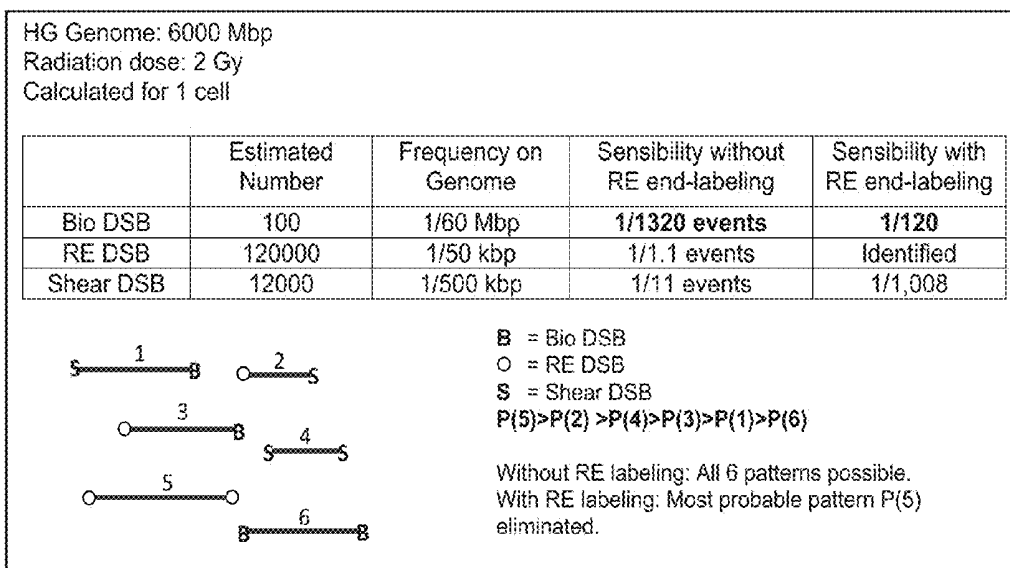 HG Genome: 6000 Mbp
Radiation dose: 2 Gy
Calculated for 1 cell
Estimated Number Frequency on Genome Sensibility without RE end-labeling Sensibility with RE end-labeling
Bio DSB 100 1/60 Mbp 1/1320 events 1/120
RE DSB 120000 1/50 kbp 1/1.1 events Identified
Shear DSB 12000 1/500 kbp 1/11 events 1/1,008
S 1 B
2 S
3 B
S 4 S
5
B 6 B
B = Bio DSB
O = RE DSB
S = Shear DSB
P(5)>P(2) >P(4)>P(3)>P(1)>P(6)
Without RE labeling: All 6 patterns possible.
With RE labeling: Most probable pattern P(5)
eliminated.